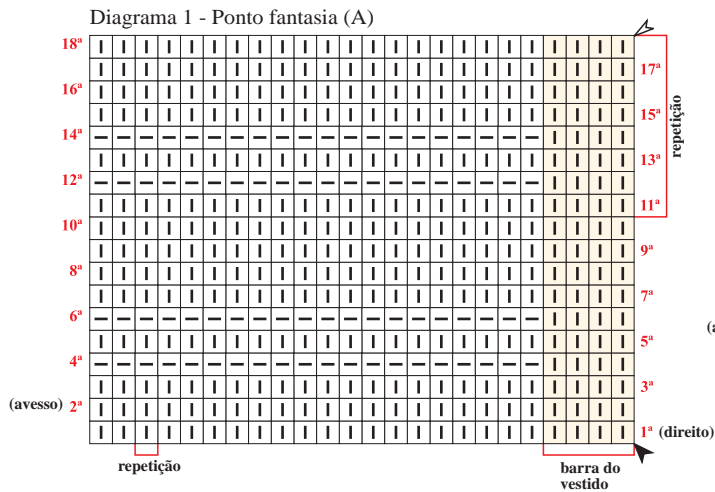 Diagrama 1 - Ponto fantasia (A)
18ª
17ª
16ª
15ª
14ª
13ª
12ª
11ª
repetição
10ª
9ª
8ª
7ª
6ª
(a
5ª
4ª
3ª
(avesso) 2ª
1ª (direito)
repetição
barra do
vestido